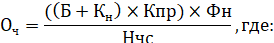 Оч = ((Б + Кн) × Кпр) × Фн / Нчс, где: